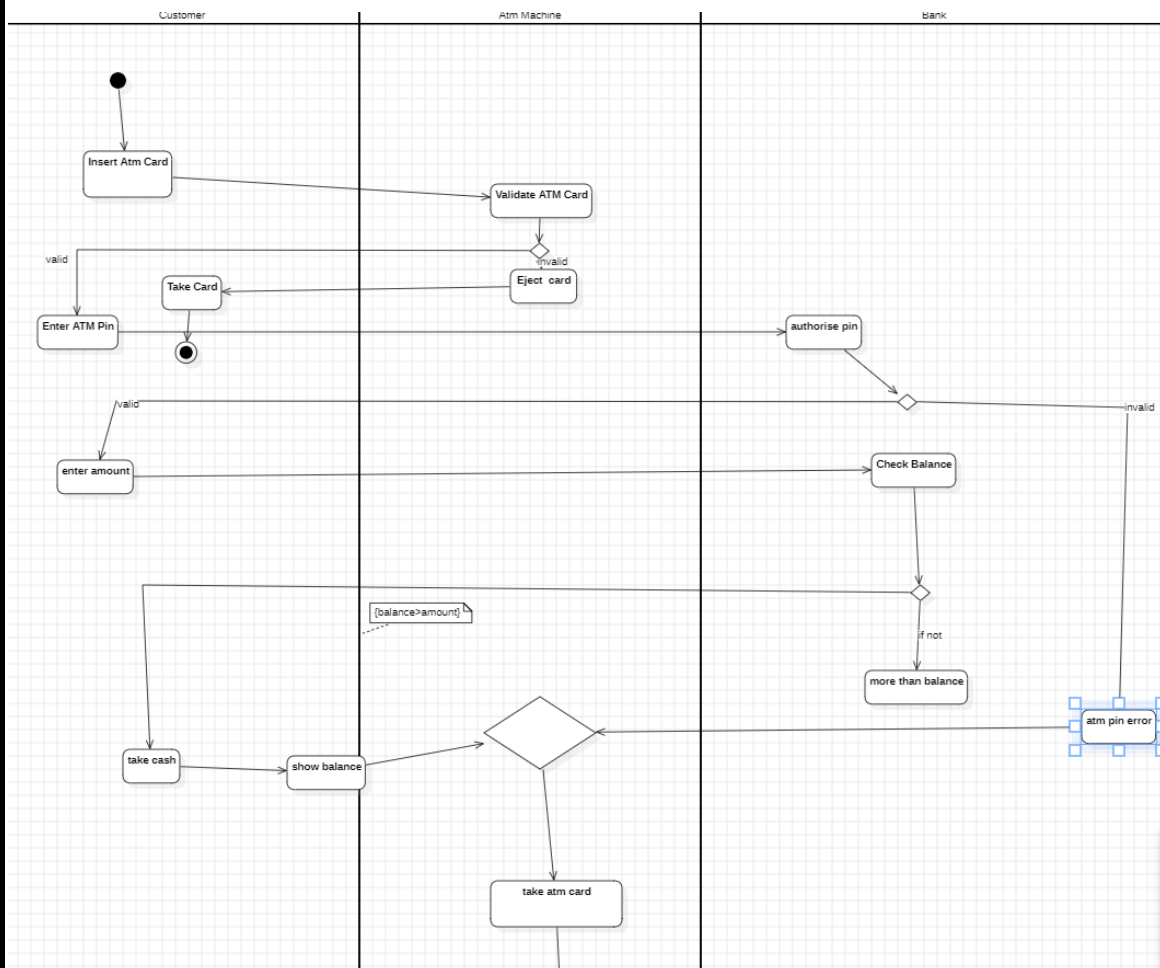 Customer
Atm Machine
Bank
Insert Atm Card
Validate ATM Card
valid
invalid
Take Card
Eject card
Enter ATM Pin
authorise pin
valid
invalid
enter amount
Check Balance
{balance>amount}
if not
more than balance
atm pin error
take cash
show balance
take atm card